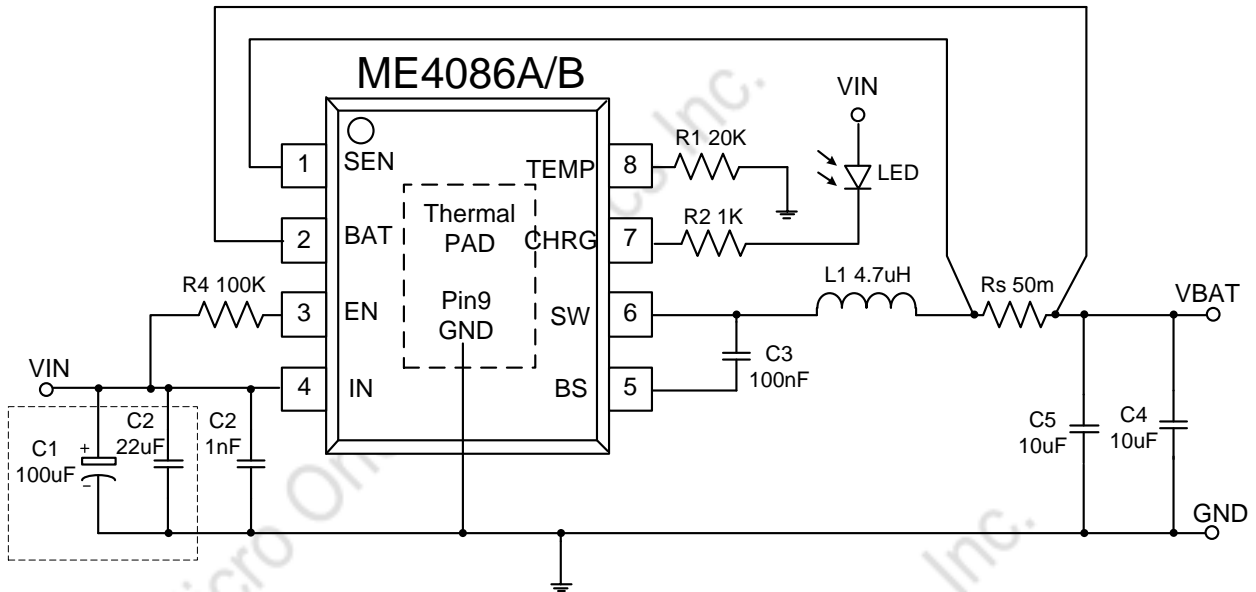 ME4086A/B
VIN
1 SEN
TEMP 8
R1 20K
LED
Thermal
PAD
2 BAT
CHRG 7
R2 1K
R4 100K
3 EN
Pin9
GND
SW 6
L1 4.7uH
Rs 50m
VBAT
VIN
4 IN
BS 5
C3
100nF
C1
100uF
+
−
C2
22uF
C2
1nF
C5
10uF
C4
10uF
GND
Inc.
Inc.